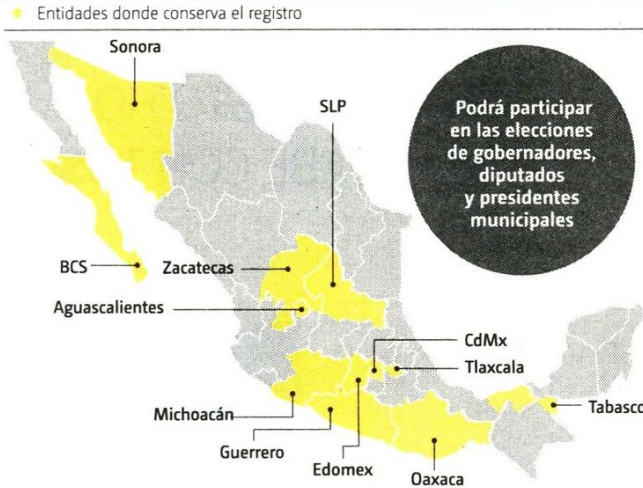 Entidades donde conserva el registro
Sonora
SLP
Podrá participar
en las elecciones
de gobernadores,
diputados
y presidentes
municipales
BCS
Zacatecas
Aguascalientes
CdMx
Tlaxcala
Tabasco
Michoacán
Guerrero
Edomex
Oaxaca